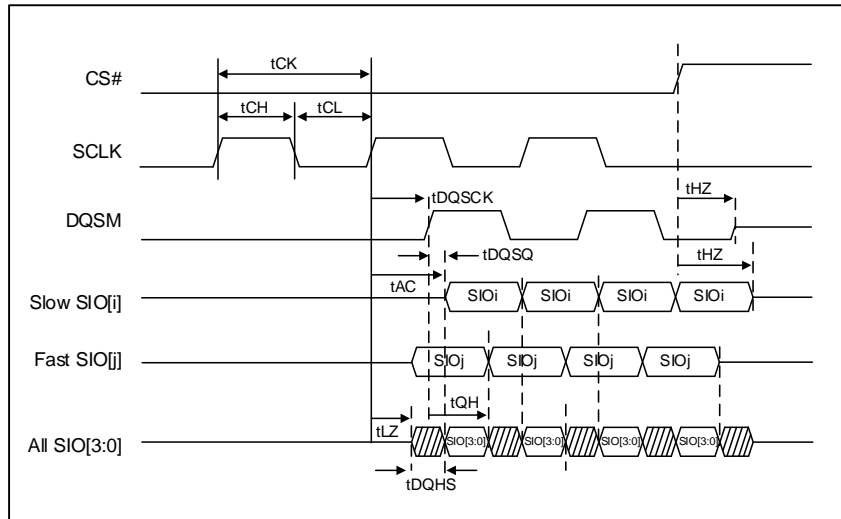 tCK
CS#
tCH tCL
SCLK
tDQSCK tHZ
DQSM
tDQSQ tHZ
tAC
Slow SIO[i] SIOi SIOi SIOi SIOi
Fast SIO[j] SIOj SIOj SIOj SIOj
tQH
tLZ
All SIO[3:0] SIO[3:0] SIO[3:0] SIO[3:0] SIO[3:0]
tDQHS